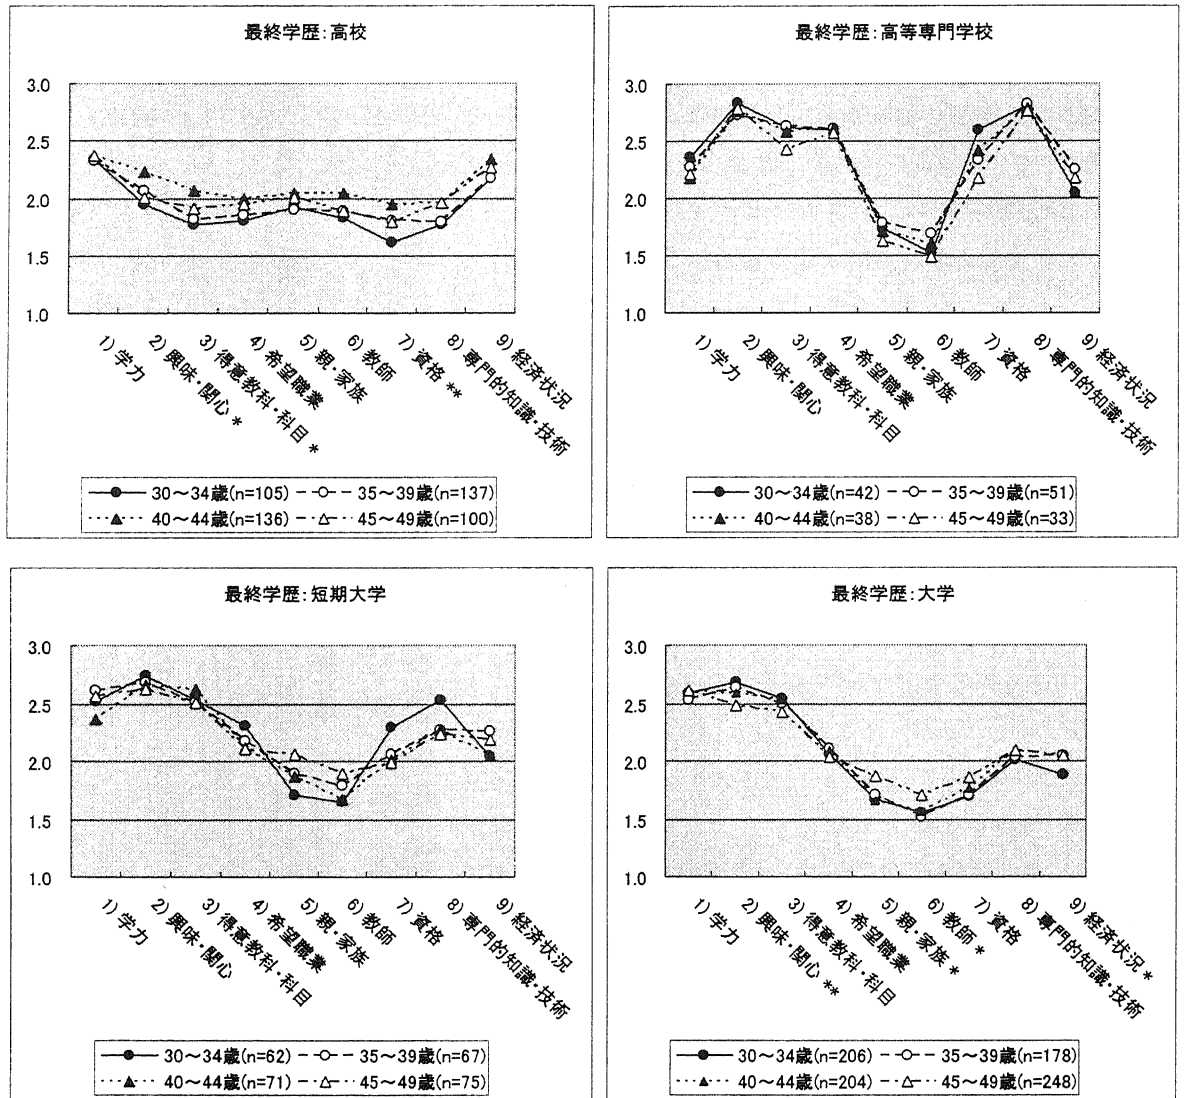 最終学歴:高校
3.0
2.5
2.0
1.5
1.0
1) 学力
2) 興味・関心 *
3) 得意教科・科目 *
4) 希望職業
5) 親・家族
6) 教師
7) 資格 **
8) 専門的知識・技術
9) 経済状況
30～34歳(n=105)
35～39歳(n=137)
40～44歳(n=136)
45～49歳(n=100)
最終学歴:高等専門学校
3.0
2.5
2.0
1.5
1.0
1) 学力
2) 興味・関心
3) 得意教科・科目
4) 希望職業
5) 親・家族
6) 教師
7) 資格
8) 専門的知識・技術
9) 経済状況
30～34歳(n=42)
35～39歳(n=51)
40～44歳(n=38)
45～49歳(n=33)
最終学歴:短期大学
3.0
2.5
2.0
1.5
1.0
1) 学力
2) 興味・関心
3) 得意教科・科目
4) 希望職業
5) 親・家族
6) 教師
7) 資格
8) 専門的知識・技術
9) 経済状況
30～34歳(n=62)
35～39歳(n=67)
40～44歳(n=71)
45～49歳(n=75)
最終学歴:大学
3.0
2.5
2.0
1.5
1.0
1) 学力
2) 興味・関心 **
3) 得意教科・科目
4) 希望職業
5) 親・家族 *
6) 教師 *
7) 資格
8) 専門的知識・技術
9) 経済状況 *
30～34歳(n=206)
35～39歳(n=178)
40～44歳(n=204)
45～49歳(n=248)